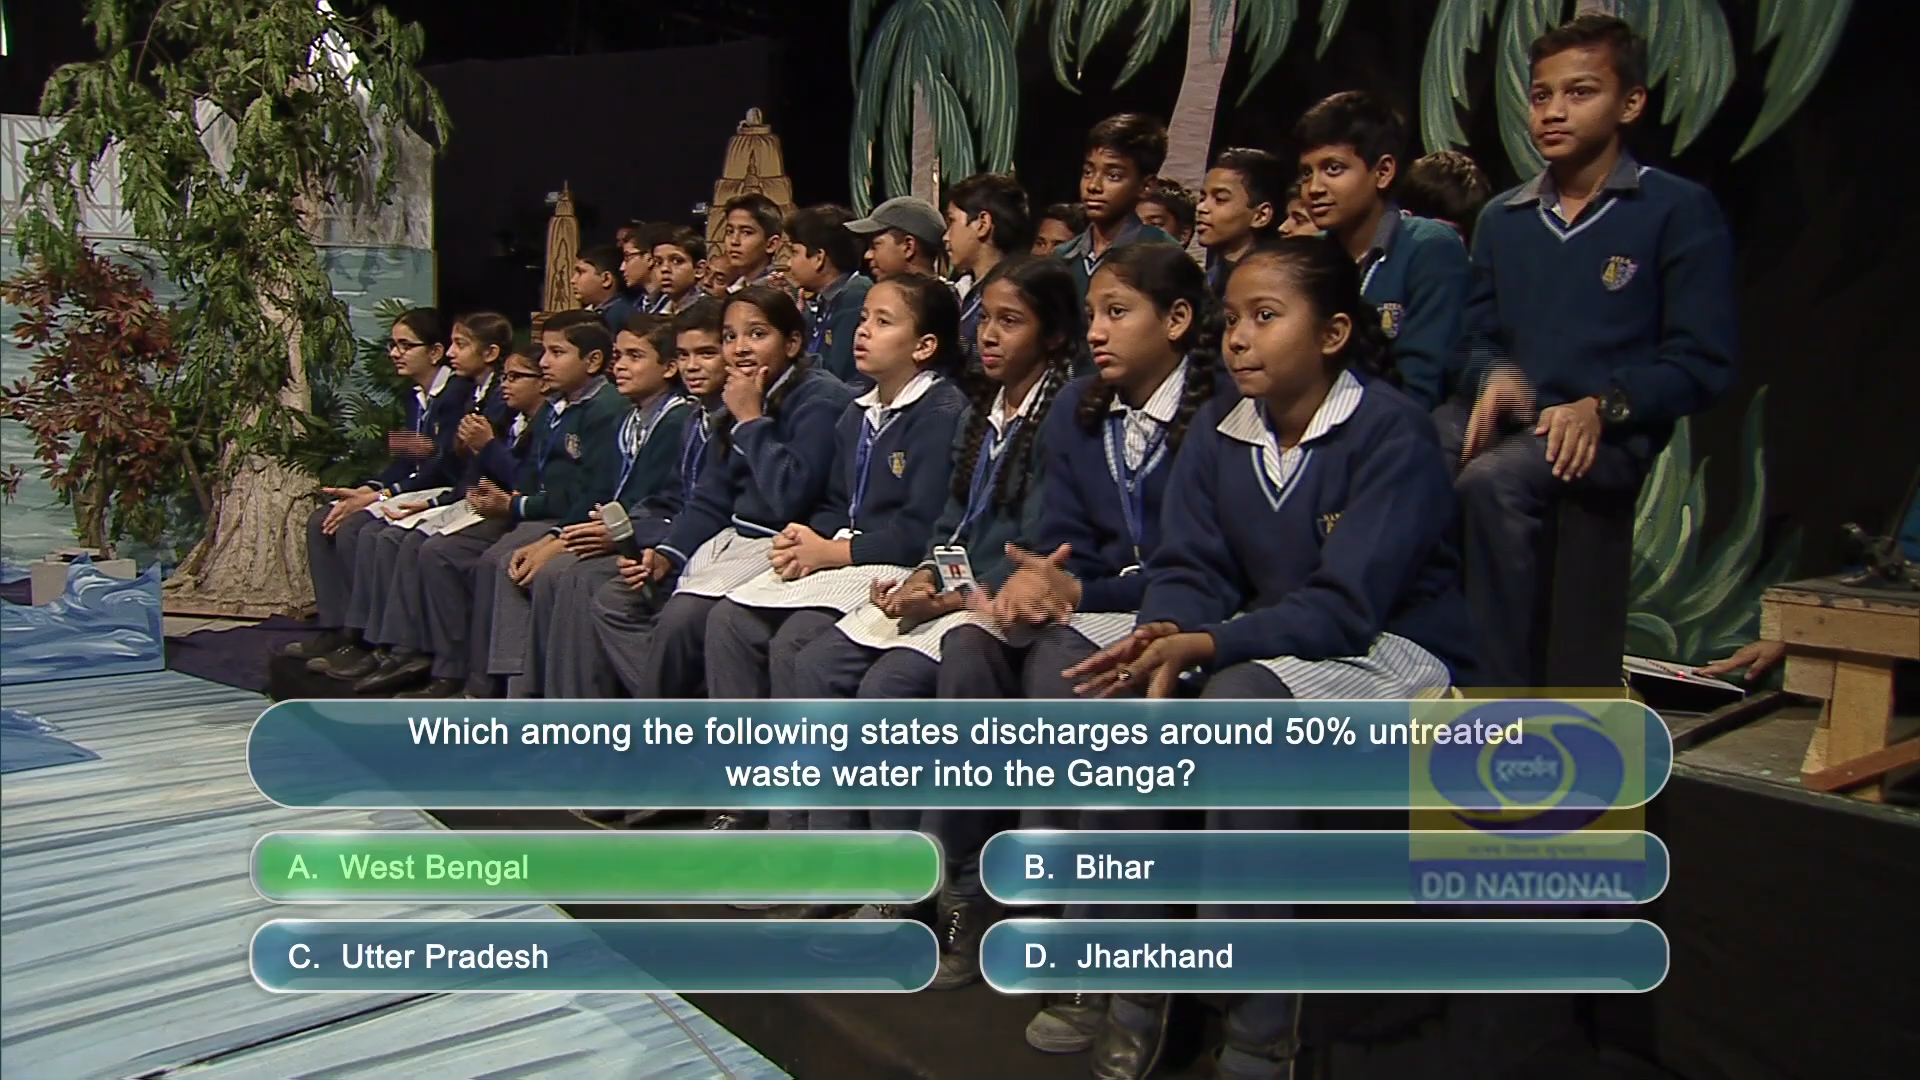 Which among the following states discharges around 50% untreated
waste water into the Ganga?
A. West Bengal
B. Bihar
C. Utter Pradesh
D. Jharkhand
दूरदर्शन
DD NATIONAL